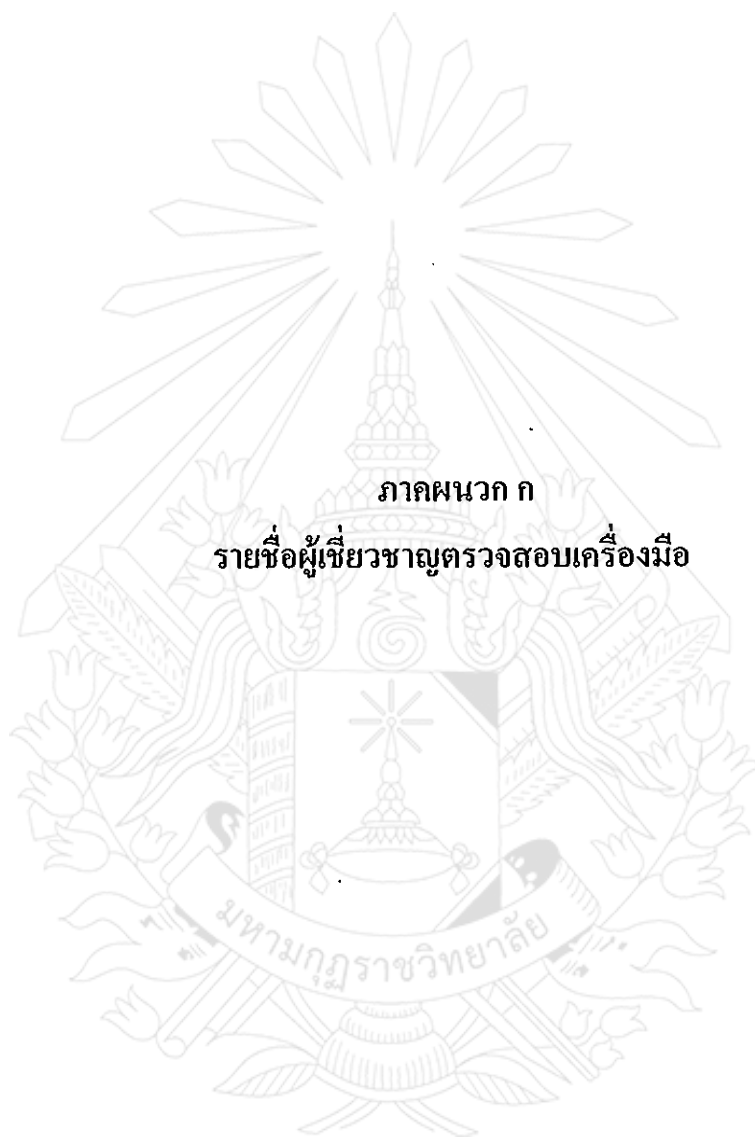 ภาคผนวก ก
รายชื่อผู้เชี่ยวชาญตรวจสอบเครื่องมือ
มหามกุฏราชวิทยาลัย